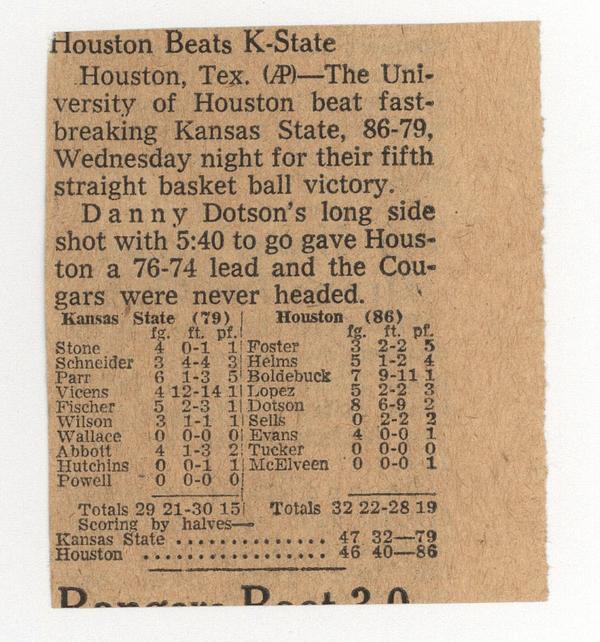 Houston Beats K-State
Houston, Tex. (AP)—The Uni-
versity of Houston beat fast-
breaking Kansas State, 86-79,
Wednesday night for their fifth
straight basket ball victory.
Danny Dotson's long side
shot with 5:40 to go gave Hous-
ton a 76-74 lead and the Cou-
gars were never headed.
Kansas State (79)
fg. ft. pf.
Stone 4 0-1 1
Schneider 3 4-4 3
Parr 6 1-3 5
Vicens 4 12-14 1
Fischer 5 2-3 1
Wilson 3 1-1 1
Wallace 0 0-0 0
Abbott 4 1-3 2
Hutchins 0 0-1 1
Powell 0 0-0 0
Totals 29 21-30 15
Houston (86)
fg. ft. pf.
Foster 3 2-2 5
Helms 5 1-2 4
Boldebuck 7 9-11 1
Lopez 5 2-2 3
Dotson 8 6-9 2
Sells 0 2-2 2
Evans 4 0-0 1
Tucker 0 0-0 0
McElveen 0 0-0 1
Totals 32 22-28 19
Scoring by halves—
Kansas State .............. 47 32—79
Houston ................. 46 40—86